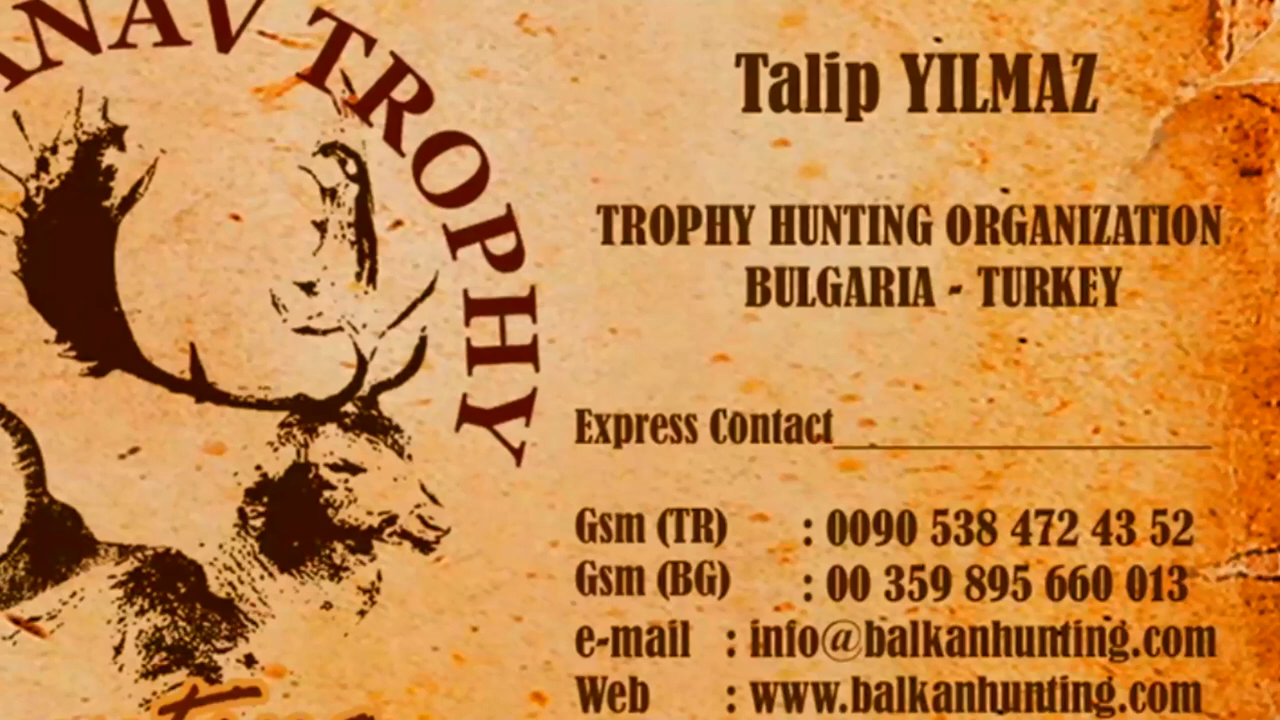 TROPHY
Talip YILMAZ
TROPHY HUNTING ORGANIZATION
BULGARIA - TURKEY
Express Contact
Gsm (TR) : 0090 538 472 43 52
Gsm (BG) : 00 359 895 660 013
e-mail : info@balkanhunting.com
Web : www.balkanhunting.com